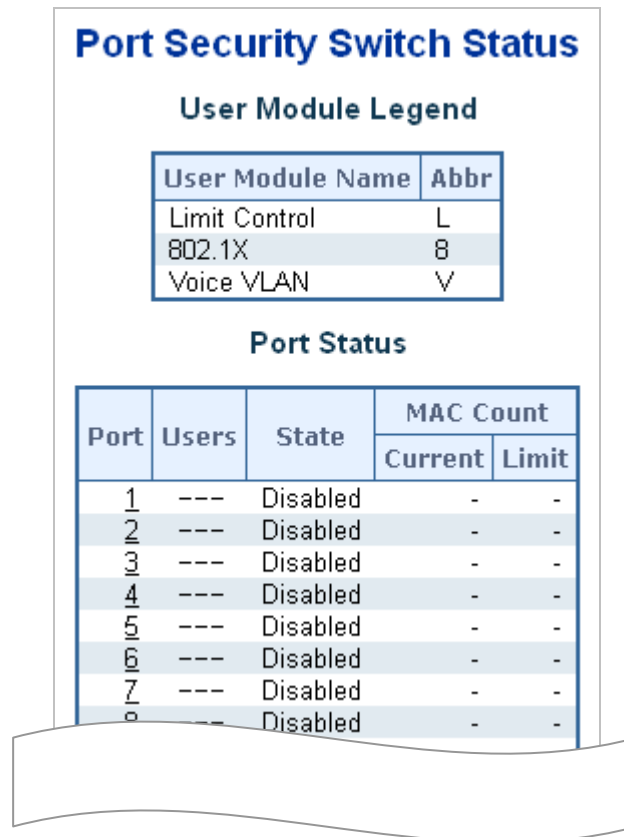 Port Security Switch Status
User Module Legend
User Module Name Abbr
Limit Control L
802.1X 8
Voice VLAN V
Port Status
Port Users State MAC Count
Current Limit
1 --- Disabled - -
2 --- Disabled - -
3 --- Disabled - -
4 --- Disabled - -
5 --- Disabled - -
6 --- Disabled - -
7 --- Disabled - -
8 --- Disabled - -